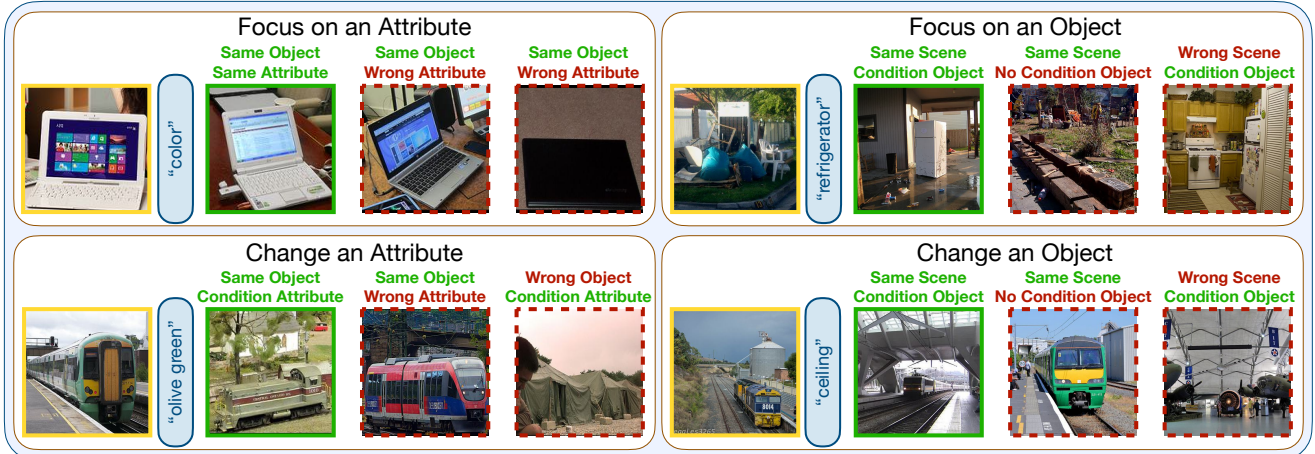 Focus on an Attribute
Same Object
Same Attribute
Same Object
Wrong Attribute
Same Object
Wrong Attribute
"color"
Focus on an Object
Same Scene
Condition Object
Same Scene
No Condition Object
Wrong Scene
Condition Object
"refrigerator"
Change an Attribute
Same Object
Condition Attribute
Same Object
Wrong Attribute
Wrong Object
Condition Attribute
"olive green"
Change an Object
Same Scene
Condition Object
Same Scene
No Condition Object
Wrong Scene
Condition Object
8014
"ceiling"